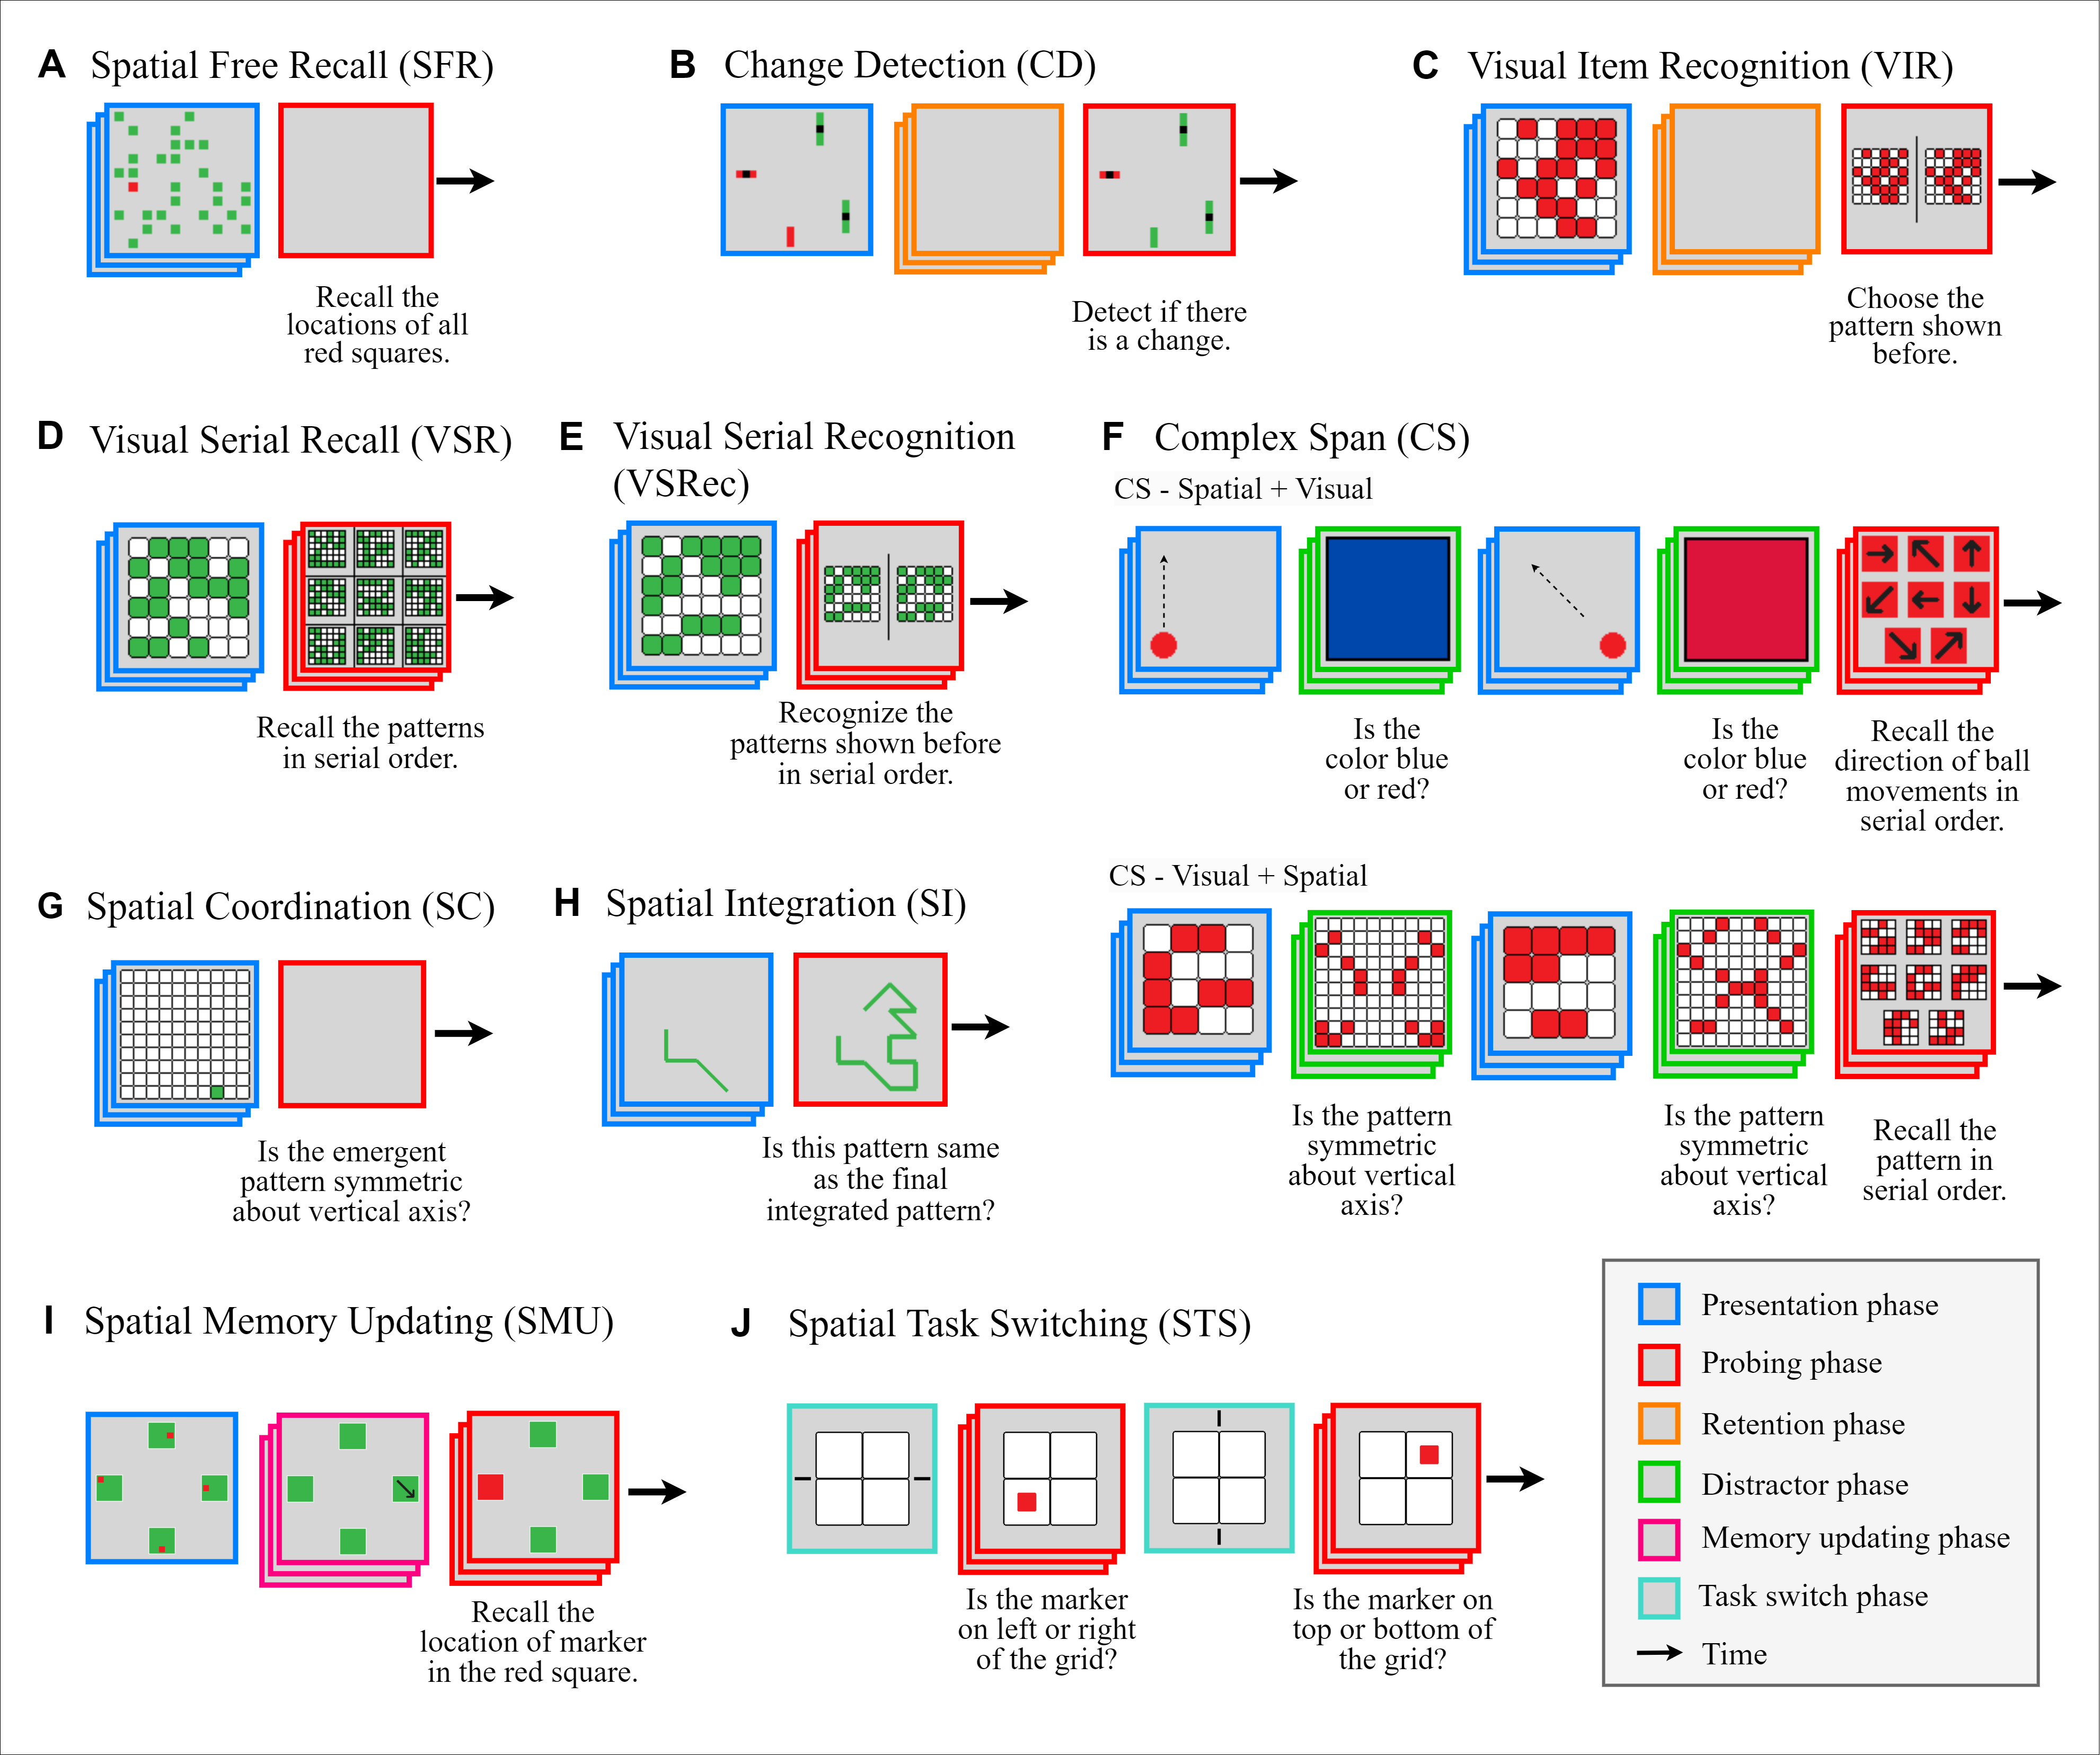 A Spatial Free Recall (SFR)
Recall the
locations of all
red squares.
B Change Detection (CD)
Detect if there
is a change.
C Visual Item Recognition (VIR)
Choose the
pattern shown
before.
D Visual Serial Recall (VSR)
Recall the patterns
in serial order.
E Visual Serial Recognition
(VSRec)
Recognize the
patterns shown before
in serial order.
F Complex Span (CS)
CS - Spatial + Visual
Is the
color blue
or red?
Is the
color blue
or red?
Recall the
direction of ball
movements in
serial order.
CS - Visual + Spatial
Is the pattern
symmetric
about vertical
axis?
Is the pattern
symmetric
about vertical
axis?
Recall the
pattern in
serial order.
G Spatial Coordination (SC)
Is the emergent
pattern symmetric
about vertical axis?
H Spatial Integration (SI)
Is this pattern same
as the final
integrated pattern?
I Spatial Memory Updating (SMU)
Recall the
location of marker
in the red square.
J Spatial Task Switching (STS)
Is the marker
on left or right
of the grid?
Is the marker on
top or bottom of
the grid?
Presentation phase
Probing phase
Retention phase
Distractor phase
Memory updating phase
Task switch phase
Time